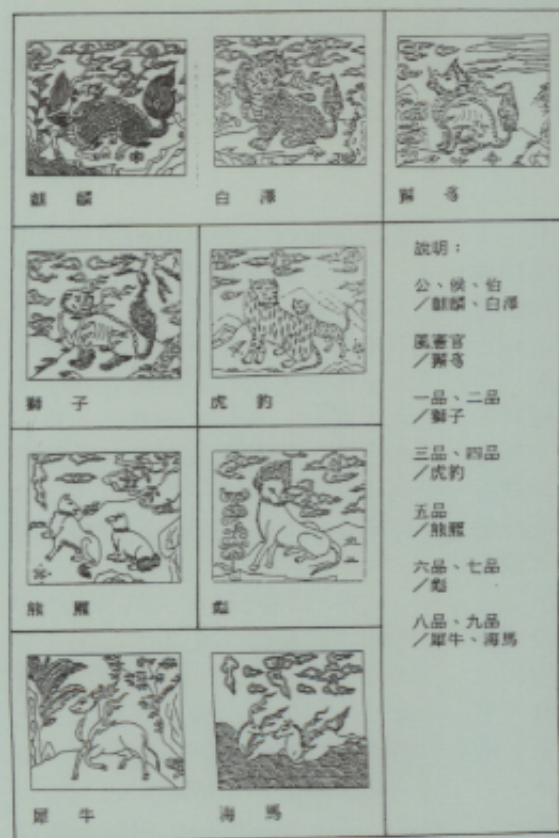 麒麟
白澤
獬豸
獅子
虎豹
熊羆
彪
犀牛
海馬
說明：
公、侯、伯
／麒麟、白澤
風憲官
／獬豸
一品、二品
／獅子
三品、四品
／虎豹
五品
／熊羆
六品、七品
／彪
八品、九品
／犀牛、海馬